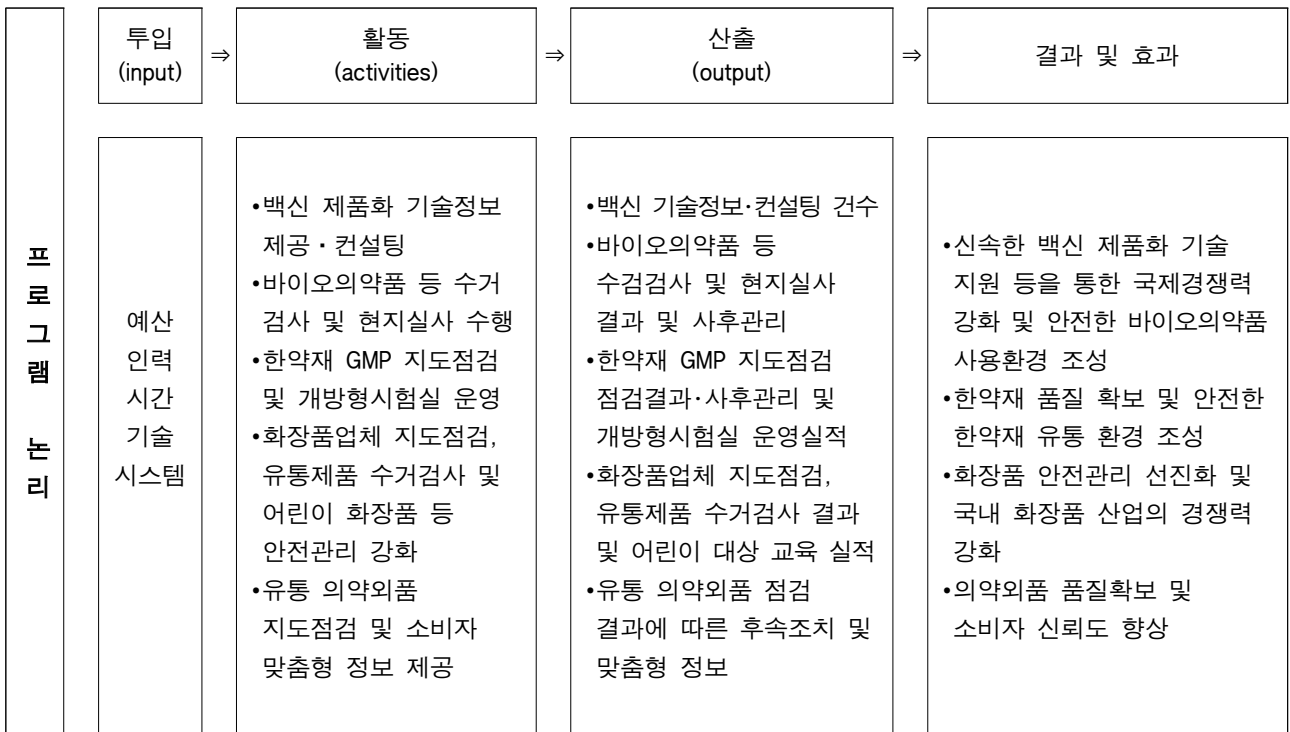 프로그램 논리
투입
(input)
⇒
활동
(activities)
⇒
산출
(output)
⇒
결과 및 효과
예산
인력
시간
기술
시스템
•백신 제품화 기술정보
제공·컨설팅
•바이오의약품 등 수거
검사 및 현지실사 수행
•한약재 GMP 지도점검
및 개방형시험실 운영
•화장품업체 지도점검,
유통제품 수거검사 및
어린이 화장품 등
안전관리 강화
•유통 의약외품
지도점검 및 소비자
맞춤형 정보 제공
•백신 기술정보·컨설팅 건수
•바이오의약품 등
수검검사 및 현지실사
결과 및 사후관리
•한약재 GMP 지도점검
점검결과·사후관리 및
개방형시험실 운영실적
•화장품업체 지도점검,
유통제품 수거검사 결과
및 어린이 대상 교육 실적
•유통 의약외품 점검
결과에 따른 후속조치 및
맞춤형 정보
•신속한 백신 제품화 기술
지원 등을 통한 국제경쟁력
강화 및 안전한 바이오의약품
사용환경 조성
•한약재 품질 확보 및 안전한
한약재 유통 환경 조성
•화장품 안전관리 선진화 및
국내 화장품 산업의 경쟁력
강화
•의약외품 품질확보 및
소비자 신뢰도 향상